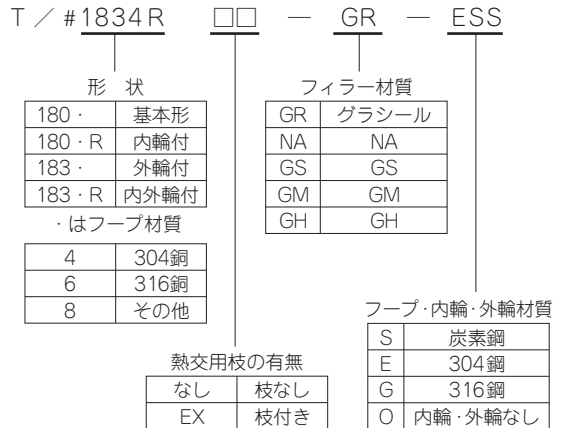 T／#1834R □□ － GR － ESS
形　状
180・ 基本形
180・R 内輪付
183・ 外輪付
183・R 内外輪付
・はフープ材質
4 304銅
6 316銅
8 その他
フィラー材質
GR グラシール
NA NA
GS GS
GM GM
GH GH
熱交用枝の有無
なし 枝なし
EX 枝付き
フープ・内輪・外輪材質
S 炭素鋼
E 304鋼
G 316鋼
O 内輪・外輪なし